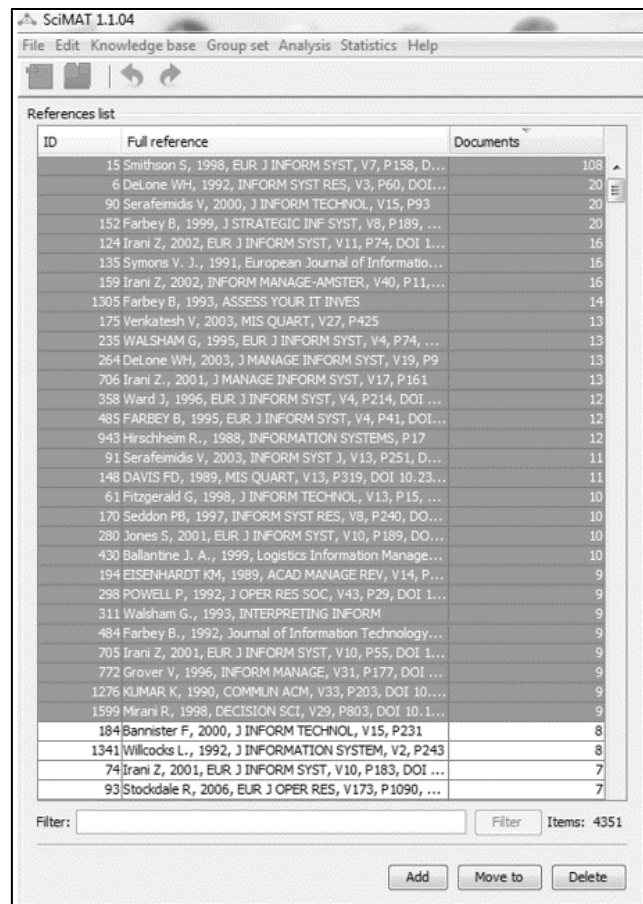 SciMAT 1.1.04
File Edit Knowledge base Group set Analysis Statistics Help
References list
ID Full reference Documents
15 Smithson S, 1998, EUR J INFORM SYST, V7, P158, D... 108
6 DeLone WH, 1992, INFORM SYST RES, V3, P60, DOI... 20
90 Serafeimidis V, 2000, J INFORM TECHNOL, V15, P93 20
152 Farbey B, 1999, J STRATEGIC INF SYST, V8, P189, ... 20
124 Irani Z, 2002, EUR J INFORM SYST, V11, P74, DOI 1... 16
135 Symons V. J., 1991, European Journal of Informatio... 16
159 Irani Z, 2002, INFORM MANAGE-AMSTER, V40, P11,... 16
1305 Farbey B, 1993, ASSESS YOUR IT INVES 14
175 Venkatesh V, 2003, MIS QUART, V27, P425 13
235 WALSHAM G, 1995, EUR J INFORM SYST, V4, P74, ... 13
264 DeLone WH, 2003, J MANAGE INFORM SYST, V19, P9 13
706 Irani Z., 2001, J MANAGE INFORM SYST, V17, P161 13
358 Ward J, 1996, EUR J INFORM SYST, V4, P214, DOI ... 12
485 FARBEY B, 1995, EUR J INFORM SYST, V4, P41, DOI... 12
943 Hirschheim R., 1988, INFORMATION SYSTEMS, P17 12
91 Serafeimidis V, 2003, INFORM SYST J, V13, P251, D... 11
148 DAVIS FD, 1989, MIS QUART, V13, P319, DOI 10.23... 11
61 Fitzgerald G, 1998, J INFORM TECHNOL, V13, P15, ... 10
170 Seddon PB, 1997, INFORM SYST RES, V8, P240, DO... 10
280 Jones S, 2001, EUR J INFORM SYST, V10, P189, DO... 10
430 Ballantine J. A., 1999, Logistics Information Manage... 10
194 EISENHARDT KM, 1989, ACAD MANAGE REV, V14, P... 9
298 POWELL P, 1992, J OPER RES SOC, V43, P29, DOI 1... 9
311 Walsham G., 1993, INTERPRETING INFORM 9
484 Farbey B., 1992, Journal of Information Technology... 9
705 Irani Z, 2001, EUR J INFORM SYST, V10, P55, DOI 1... 9
772 Grover V, 1996, INFORM MANAGE, V31, P177, DOI ... 9
1276 KUMAR K, 1990, COMMUN ACM, V33, P203, DOI 10.... 9
1599 Mirani R, 1998, DECISION SCI, V29, P803, DOI 10.1... 9
184 Bannister F, 2000, J INFORM TECHNOL, V15, P231 8
1341 Willcocks L., 1992, J INFORMATION SYSTEM, V2, P243 8
74 Irani Z, 2001, EUR J INFORM SYST, V10, P183, DOI ... 7
93 Stockdale R, 2006, EUR J OPER RES, V173, P1090, ... 7
Filter: Filter Items: 4351
Add Move to Delete